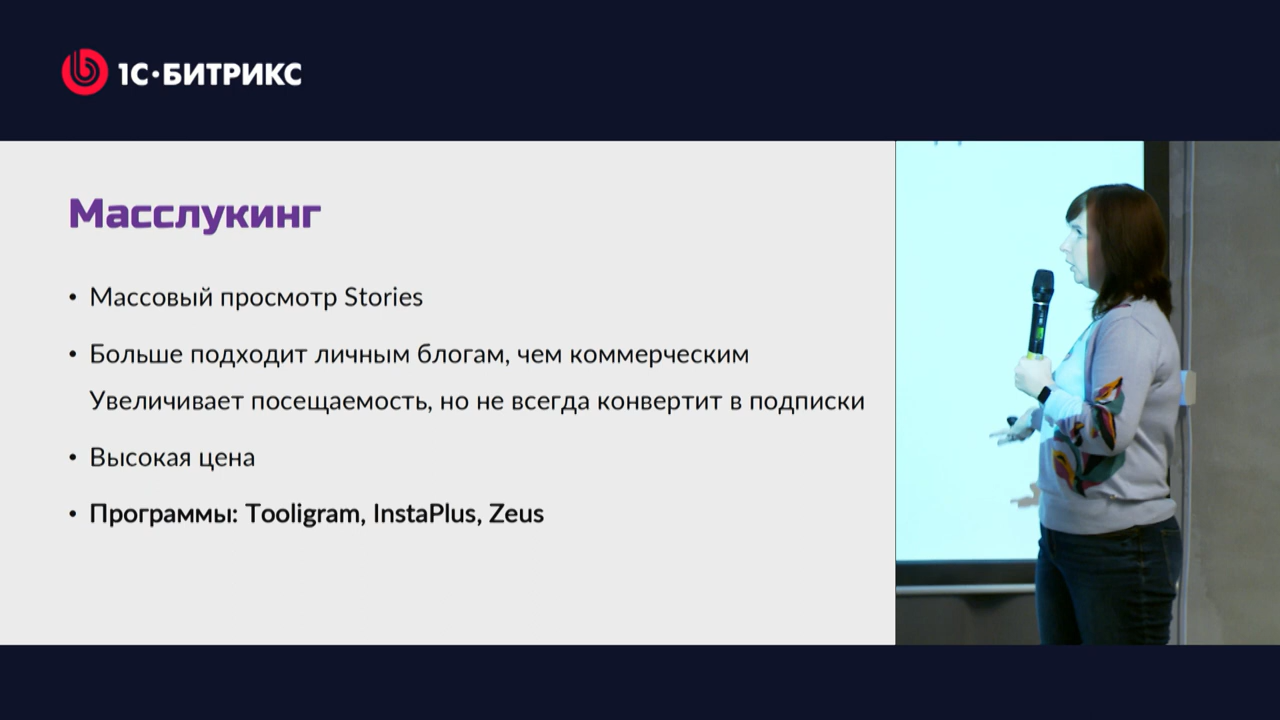 1С·БИТРИКС
Масслукинг
• Массовый просмотр Stories
• Больше подходит личным блогам, чем коммерческим
Увеличивает посещаемость, но не всегда конвертит в подписки
• Высокая цена
• Программы: Tooligram, InstaPlus, Zeus